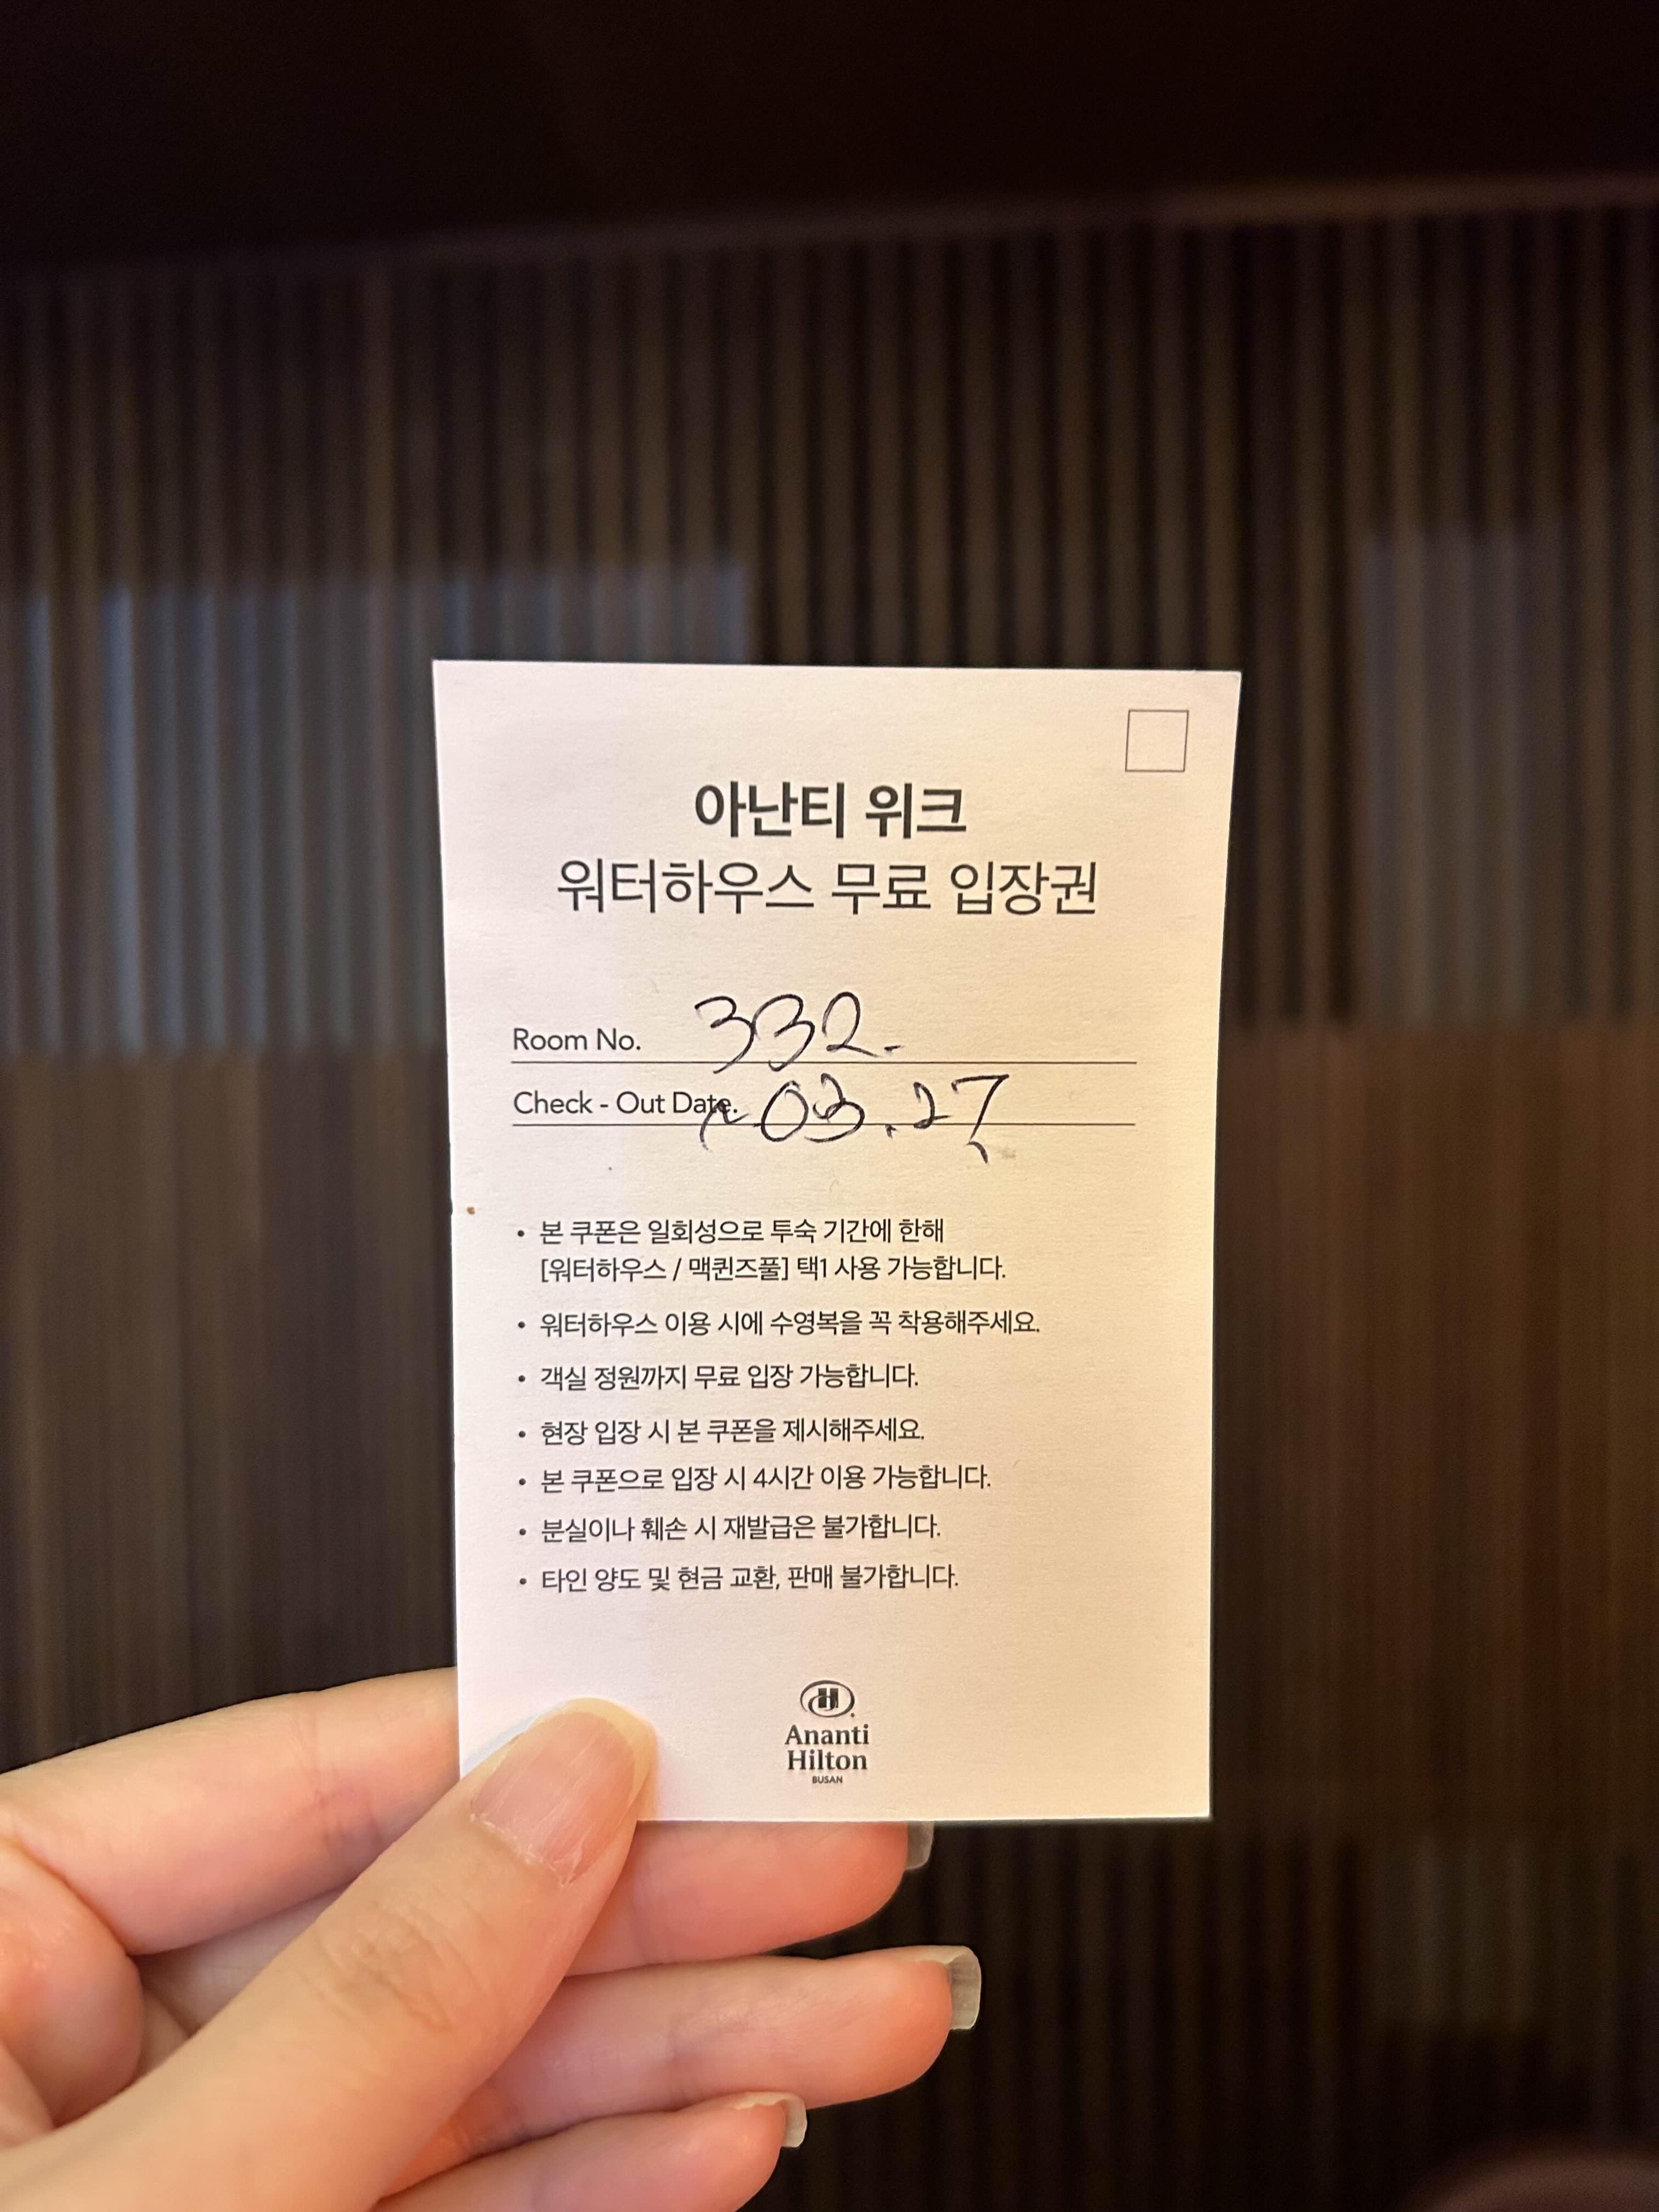 아난티 위크
워터하우스 무료 입장권
Room No. 332.
Check - Out Date. ~03.27
• 본 쿠폰은 일회성으로 투숙 기간에 한해
[워터하우스 / 맥퀸즈풀] 택1 사용 가능합니다.
• 워터하우스 이용 시에 수영복을 꼭 착용해주세요.
• 객실 정원까지 무료 입장 가능합니다.
• 현장 입장 시 본 쿠폰을 제시해주세요.
• 본 쿠폰으로 입장 시 4시간 이용 가능합니다.
• 분실이나 훼손 시 재발급은 불가합니다.
• 타인 양도 및 현금 교환, 판매 불가합니다.
H
Ananti
Hilton
BUSAN